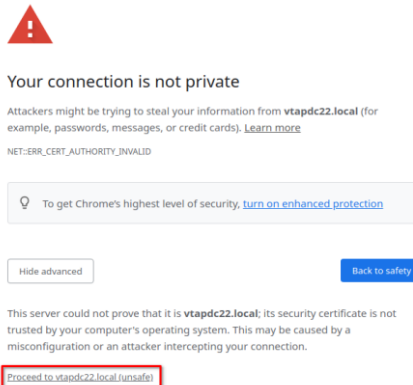 Your connection is not private
Attackers might be trying to steal your information from vtapdc22.local (for
example, passwords, messages, or credit cards). Learn more
NET::ERR_CERT_AUTHORITY_INVALID
To get Chrome's highest level of security, turn on enhanced protection
Hide advanced
Back to safety
This server could not prove that it is vtapdc22.local; its security certificate is not
trusted by your computer's operating system. This may be caused by a
misconfiguration or an attacker intercepting your connection.
Proceed to vtapdc22.local (unsafe)